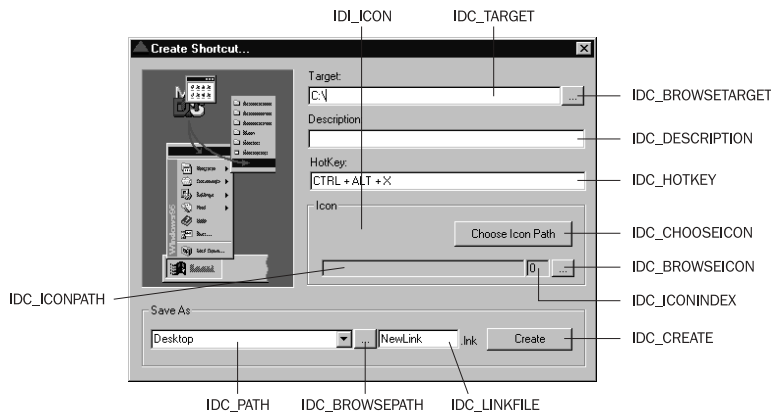 IDI_ICON IDC_TARGET
Create Shortcut...
Target:
C:\
...
IDC_BROWSETARGET
Description
IDC_DESCRIPTION
HotKey:
CTRL + ALT + X
IDC_HOTKEY
Icon
Choose Icon Path
IDC_CHOOSEICON
0
...
IDC_BROWSEICON
IDC_ICONPATH
IDC_ICONINDEX
Windows95
Save As
Desktop
...
NewLink
.lnk
Create
IDC_CREATE
IDC_PATH IDC_BROWSEPATH IDC_LINKFILE